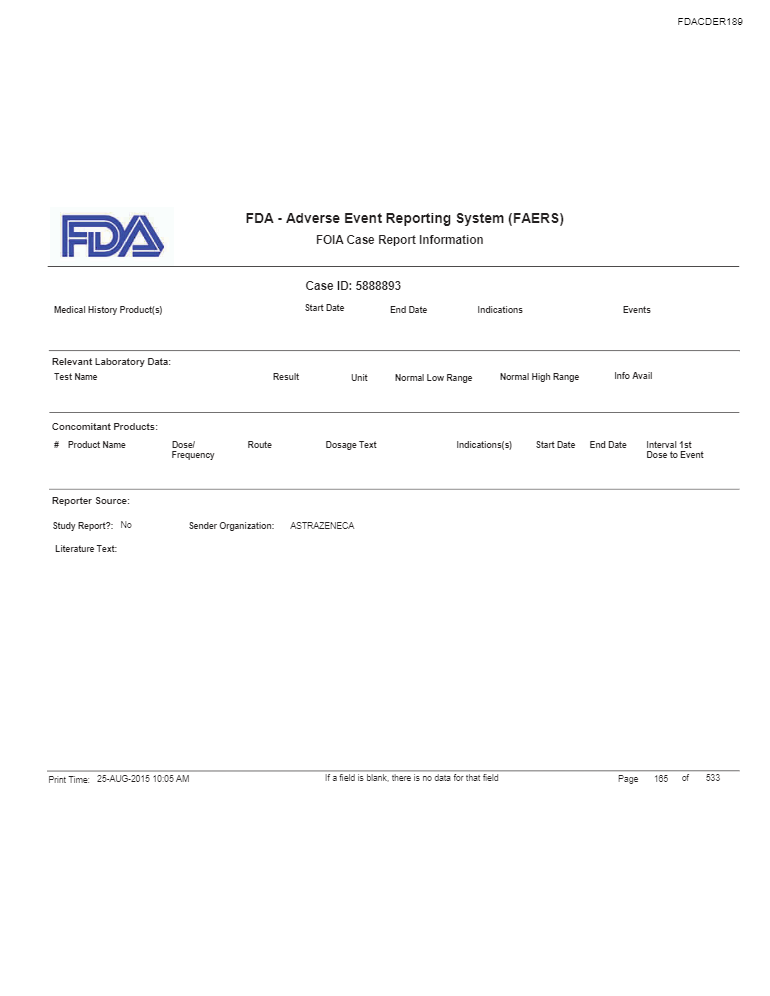 FDACDER189
FDA
FDA - Adverse Event Reporting System (FAERS)
FOIA Case Report Information
Case ID: 5888893
Medical History Product(s) Start Date End Date Indications Events
Relevant Laboratory Data:
Test Name Result Unit Normal Low Range Normal High Range Info Avail
Concomitant Products:
# Product Name Dose/ Route Dosage Text Indications(s) Start Date End Date Interval 1st
Frequency Dose to Event
Reporter Source:
Study Report?: No Sender Organization: ASTRAZENECA
Literature Text:
Print Time: 25-AUG-2015 10:05 AM If a field is blank, there is no data for that field Page 165 of 533